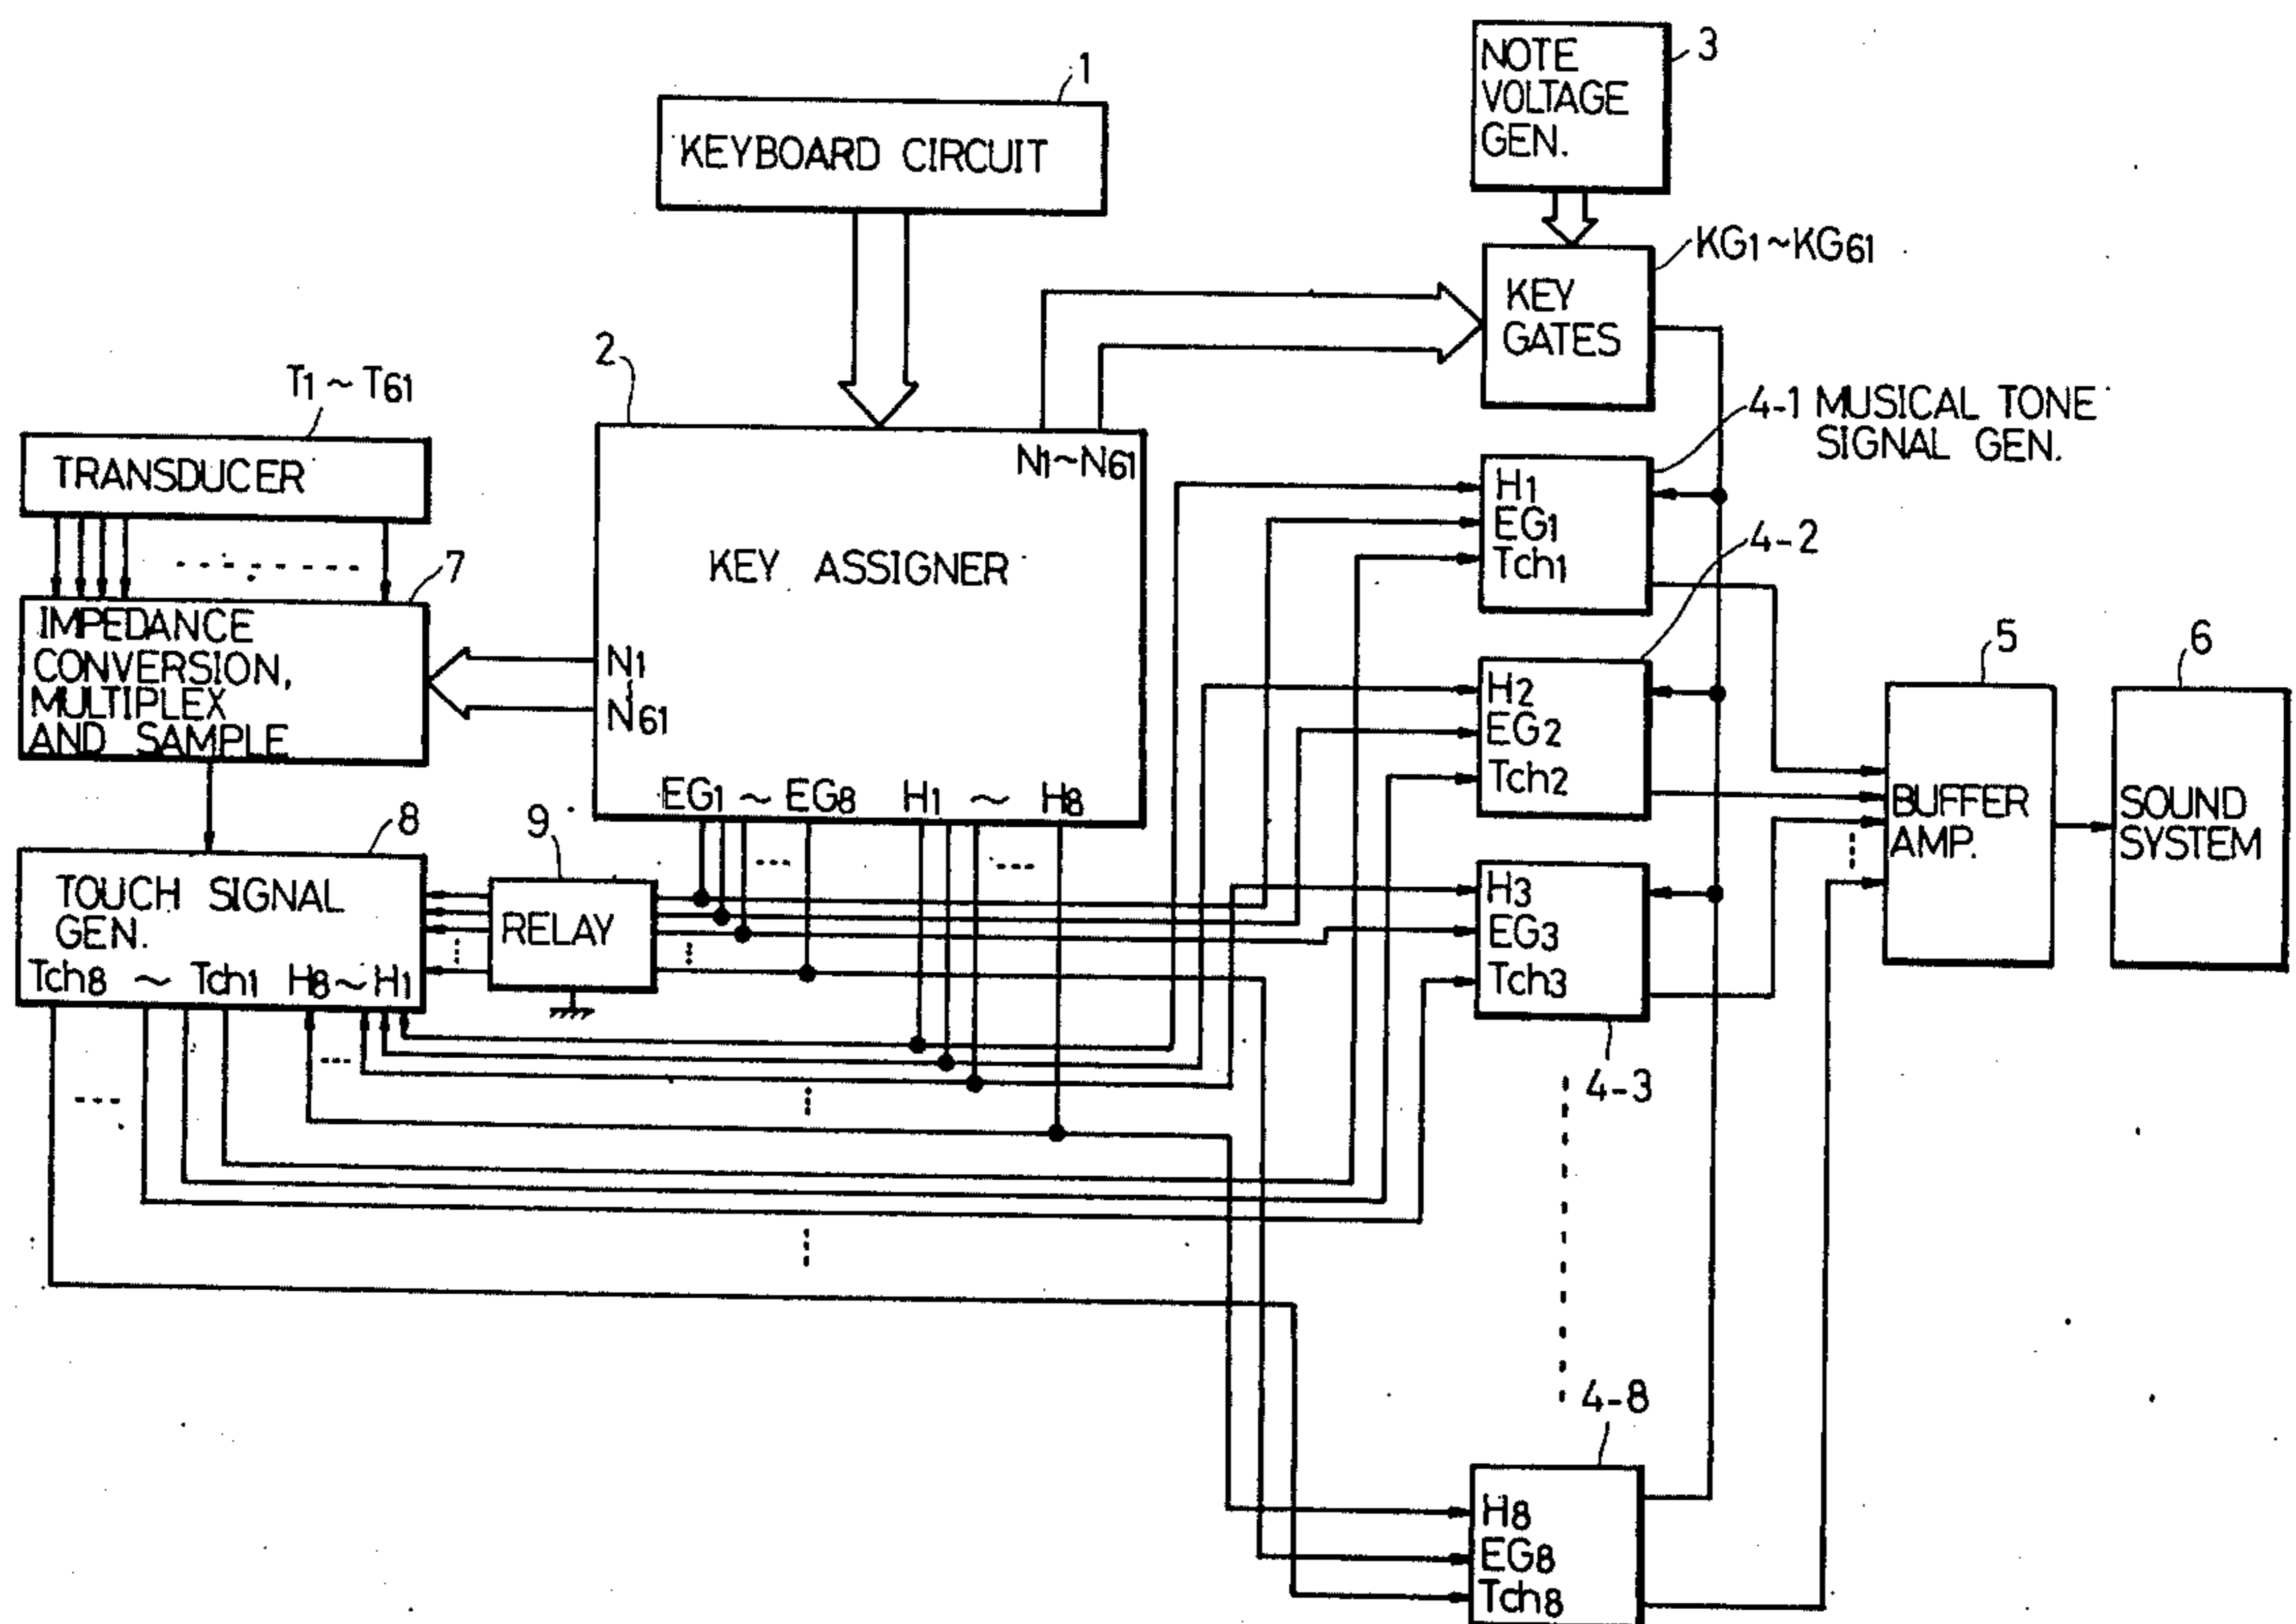 1
KEYBOARD CIRCUIT
NOTE
VOLTAGE
GEN.
3
KG1~KG61
KEY
GATES
2
N1~N61
KEY ASSIGNER
N1
N61
EG1 ~ EG8 H1 ~ H8
T1 ~ T61
TRANSDUCER
7
IMPEDANCE
CONVERSION,
MULTIPLEX
AND SAMPLE
8
TOUCH SIGNAL
GEN.
Tch8 ~ Tch1 H8~H1
9
RELAY
4-1 MUSICAL TONE
SIGNAL GEN.
H1
EG1
Tch1
4-2
H2
EG2
Tch2
H3
EG3
Tch3
4-3
4-8
H8
EG8
Tch8
5
BUFFER
AMP.
6
SOUND
SYSTEM